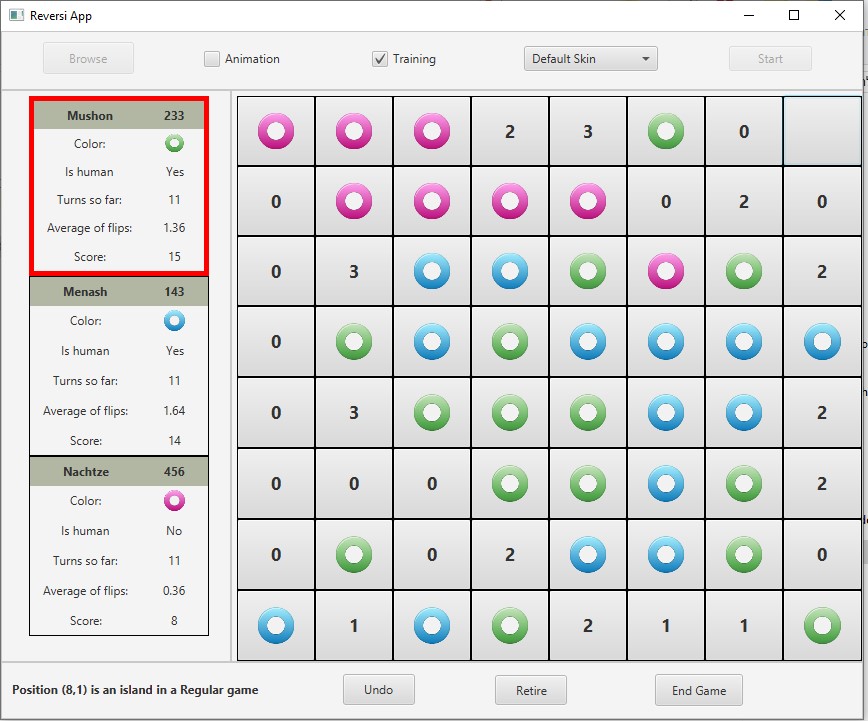 Reversi App
Browse Animation Training Default Skin Start
Mushon 233
Color:
Is human Yes
Turns so far: 11
Average of flips: 1.36
Score: 15
Menash 143
Color:
Is human Yes
Turns so far: 11
Average of flips: 1.64
Score: 14
Nachtze 456
Color:
Is human No
Turns so far: 11
Average of flips: 0.36
Score: 8
2 3 0
0 0 2 0
0 3 2
0
0 3 2
0 0 0 2
0 0 2 0
1 2 1 1
Position (8,1) is an island in a Regular game
Undo Retire End Game